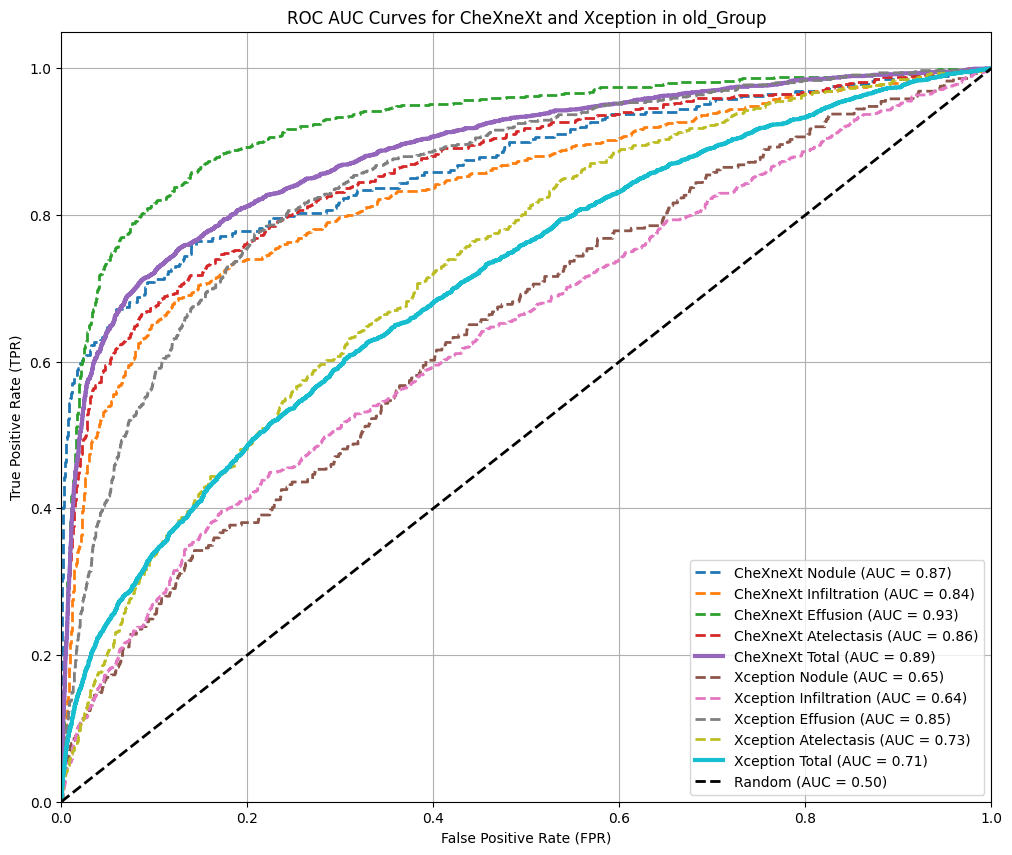 ROC AUC Curves for CheXneXt and Xception in old_Group
True Positive Rate (TPR)
1.0
0.8
0.6
0.4
0.2
0.0
CheXneXt Nodule (AUC = 0.87)
CheXneXt Infiltration (AUC = 0.84)
CheXneXt Effusion (AUC = 0.93)
CheXneXt Atelectasis (AUC = 0.86)
CheXneXt Total (AUC = 0.89)
Xception Nodule (AUC = 0.65)
Xception Infiltration (AUC = 0.64)
Xception Effusion (AUC = 0.85)
Xception Atelectasis (AUC = 0.73)
Xception Total (AUC = 0.71)
Random (AUC = 0.50)
0.0 0.2 0.4 0.6 0.8 1.0
False Positive Rate (FPR)